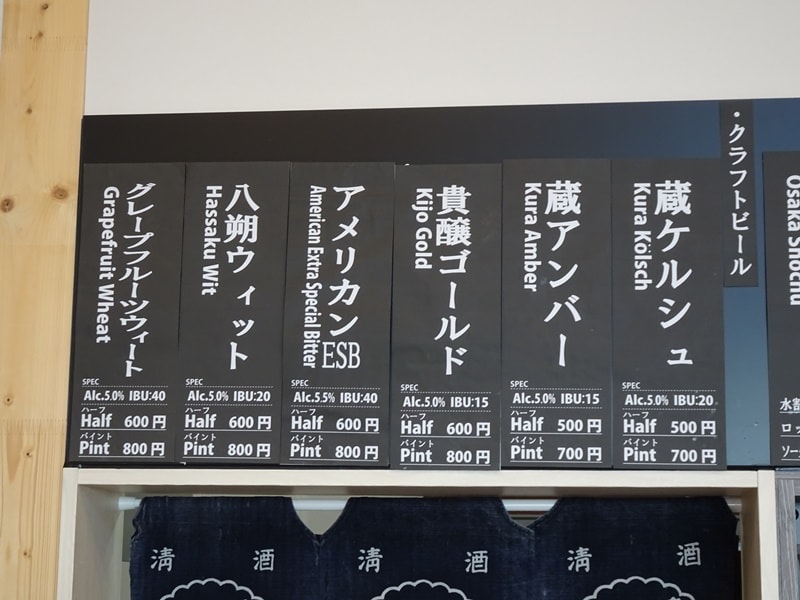 ・クラフトビール
蔵ケルシュ
Kura Kölsch
SPEC
Alc.5.0% IBU:20
ハーフ
Half 500円
パイント
Pint 700円
蔵アンバー
Kura Amber
SPEC
Alc.5.0% IBU:15
ハーフ
Half 500円
パイント
Pint 700円
貴醸ゴールド
Kijo Gold
SPEC
Alc.5.0% IBU:15
ハーフ
Half 600円
パイント
Pint 800円
アメリカンESB
American Extra Special Bitter
SPEC
Alc.5.5% IBU:40
ハーフ
Half 600円
パイント
Pint 800円
八朔ウィット
Hassaku Wit
SPEC
Alc.5.0% IBU:20
ハーフ
Half 600円
パイント
Pint 800円
グレープフルーツウィート
Grapefruit Wheat
SPEC
Alc.5.0% IBU:40
ハーフ
Half 600円
パイント
Pint 800円
Osaka Shochu
水割
ロッ
ソー
清 酒 清 酒 清 酒